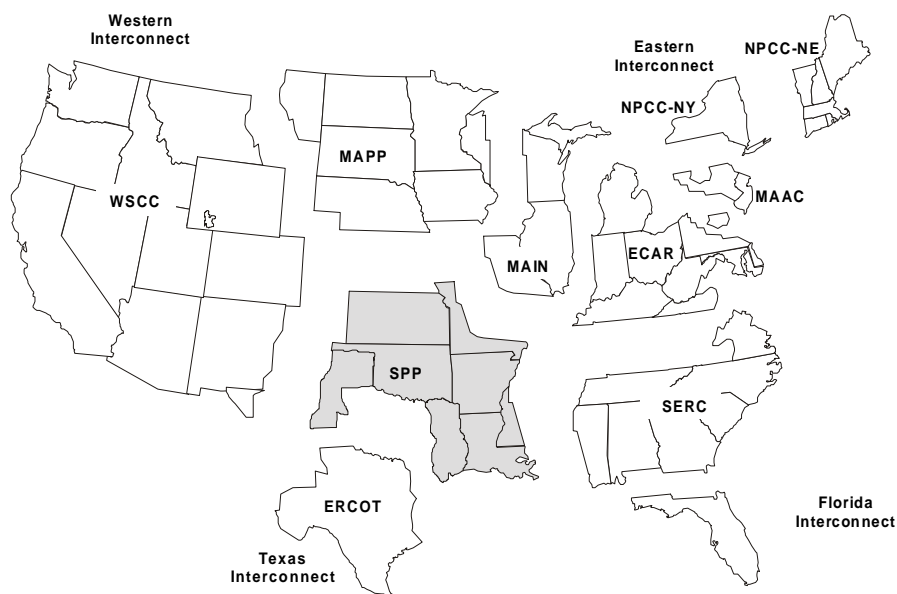 Western
Interconnect
Eastern
Interconnect
NPCC-NE
NPCC-NY
MAPP
WSCC
MAAC
ECAR
MAIN
SPP
SERC
ERCOT
Florida
Interconnect
Texas
Interconnect